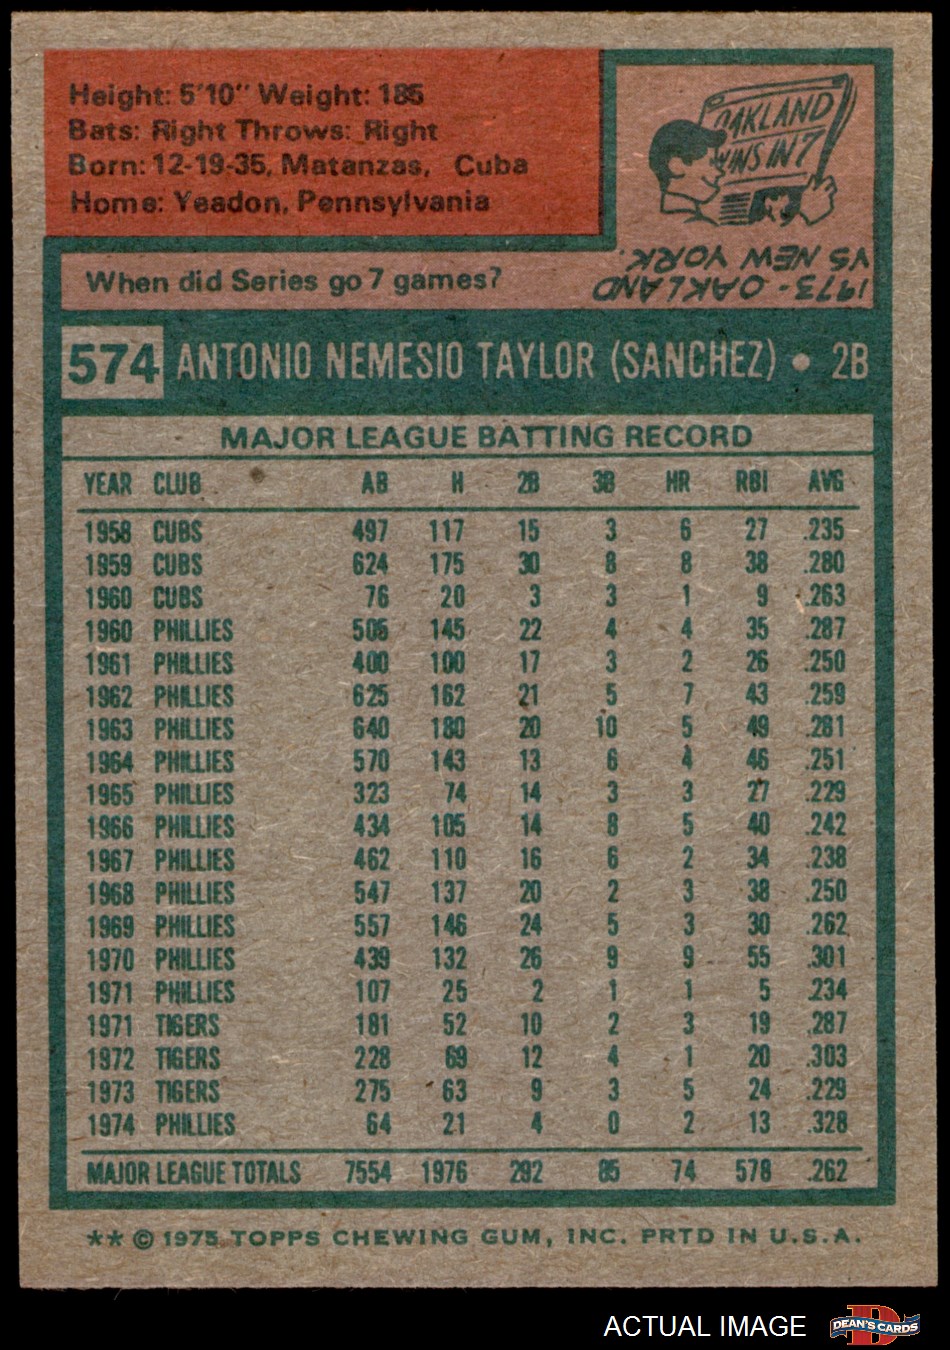 Height: 5'10" Weight: 185
Bats: Right Throws: Right
Born: 12-19-35, Matanzas, Cuba
Home: Yeadon, Pennsylvania
OAKLAND
WINS IN 7
When did Series go 7 games?
1973-OAKLAND
VS NEW YORK.
574 ANTONIO NEMESIO TAYLOR (SANCHEZ) • 2B
MAJOR LEAGUE BATTING RECORD
YEAR CLUB AB H 2B 3B HR RBI AVG
1958 CUBS 497 117 15 3 6 27 .235
1959 CUBS 624 175 30 8 8 38 .280
1960 CUBS 76 20 3 3 1 9 .263
1960 PHILLIES 505 145 22 4 4 35 .287
1961 PHILLIES 400 100 17 3 2 26 .250
1962 PHILLIES 625 162 21 5 7 43 .259
1963 PHILLIES 640 180 20 10 5 49 .281
1964 PHILLIES 570 143 13 6 4 46 .251
1965 PHILLIES 323 74 14 3 3 27 .229
1966 PHILLIES 434 105 14 8 5 40 .242
1967 PHILLIES 462 110 16 6 2 34 .238
1968 PHILLIES 547 137 20 2 3 38 .250
1969 PHILLIES 557 146 24 5 3 30 .262
1970 PHILLIES 439 132 26 9 9 55 .301
1971 PHILLIES 107 25 2 1 1 5 .234
1971 TIGERS 181 52 10 2 3 19 .287
1972 TIGERS 228 69 12 4 1 20 .303
1973 TIGERS 275 63 9 3 5 24 .229
1974 PHILLIES 64 21 4 0 2 13 .328
MAJOR LEAGUE TOTALS 7554 1976 292 85 74 578 .262
** © 1975 TOPPS CHEWING GUM, INC. PRTD IN U.S.A.
ACTUAL IMAGE
D
DEAN'S CARDS